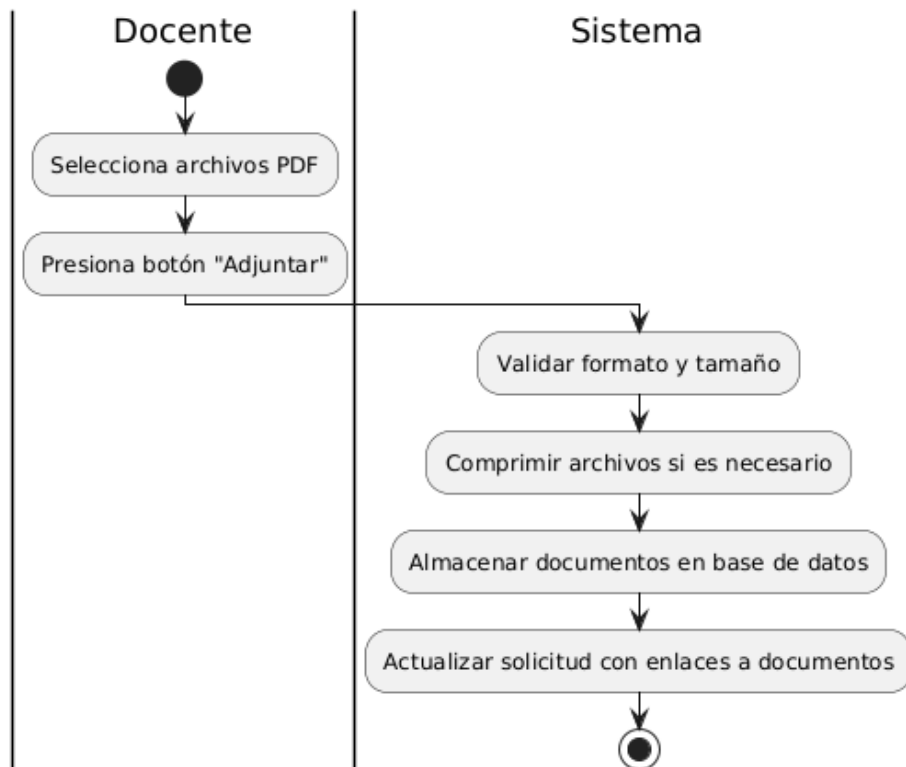 Docente
Sistema
Selecciona archivos PDF
Presiona botón "Adjuntar"
Validar formato y tamaño
Comprimir archivos si es necesario
Almacenar documentos en base de datos
Actualizar solicitud con enlaces a documentos